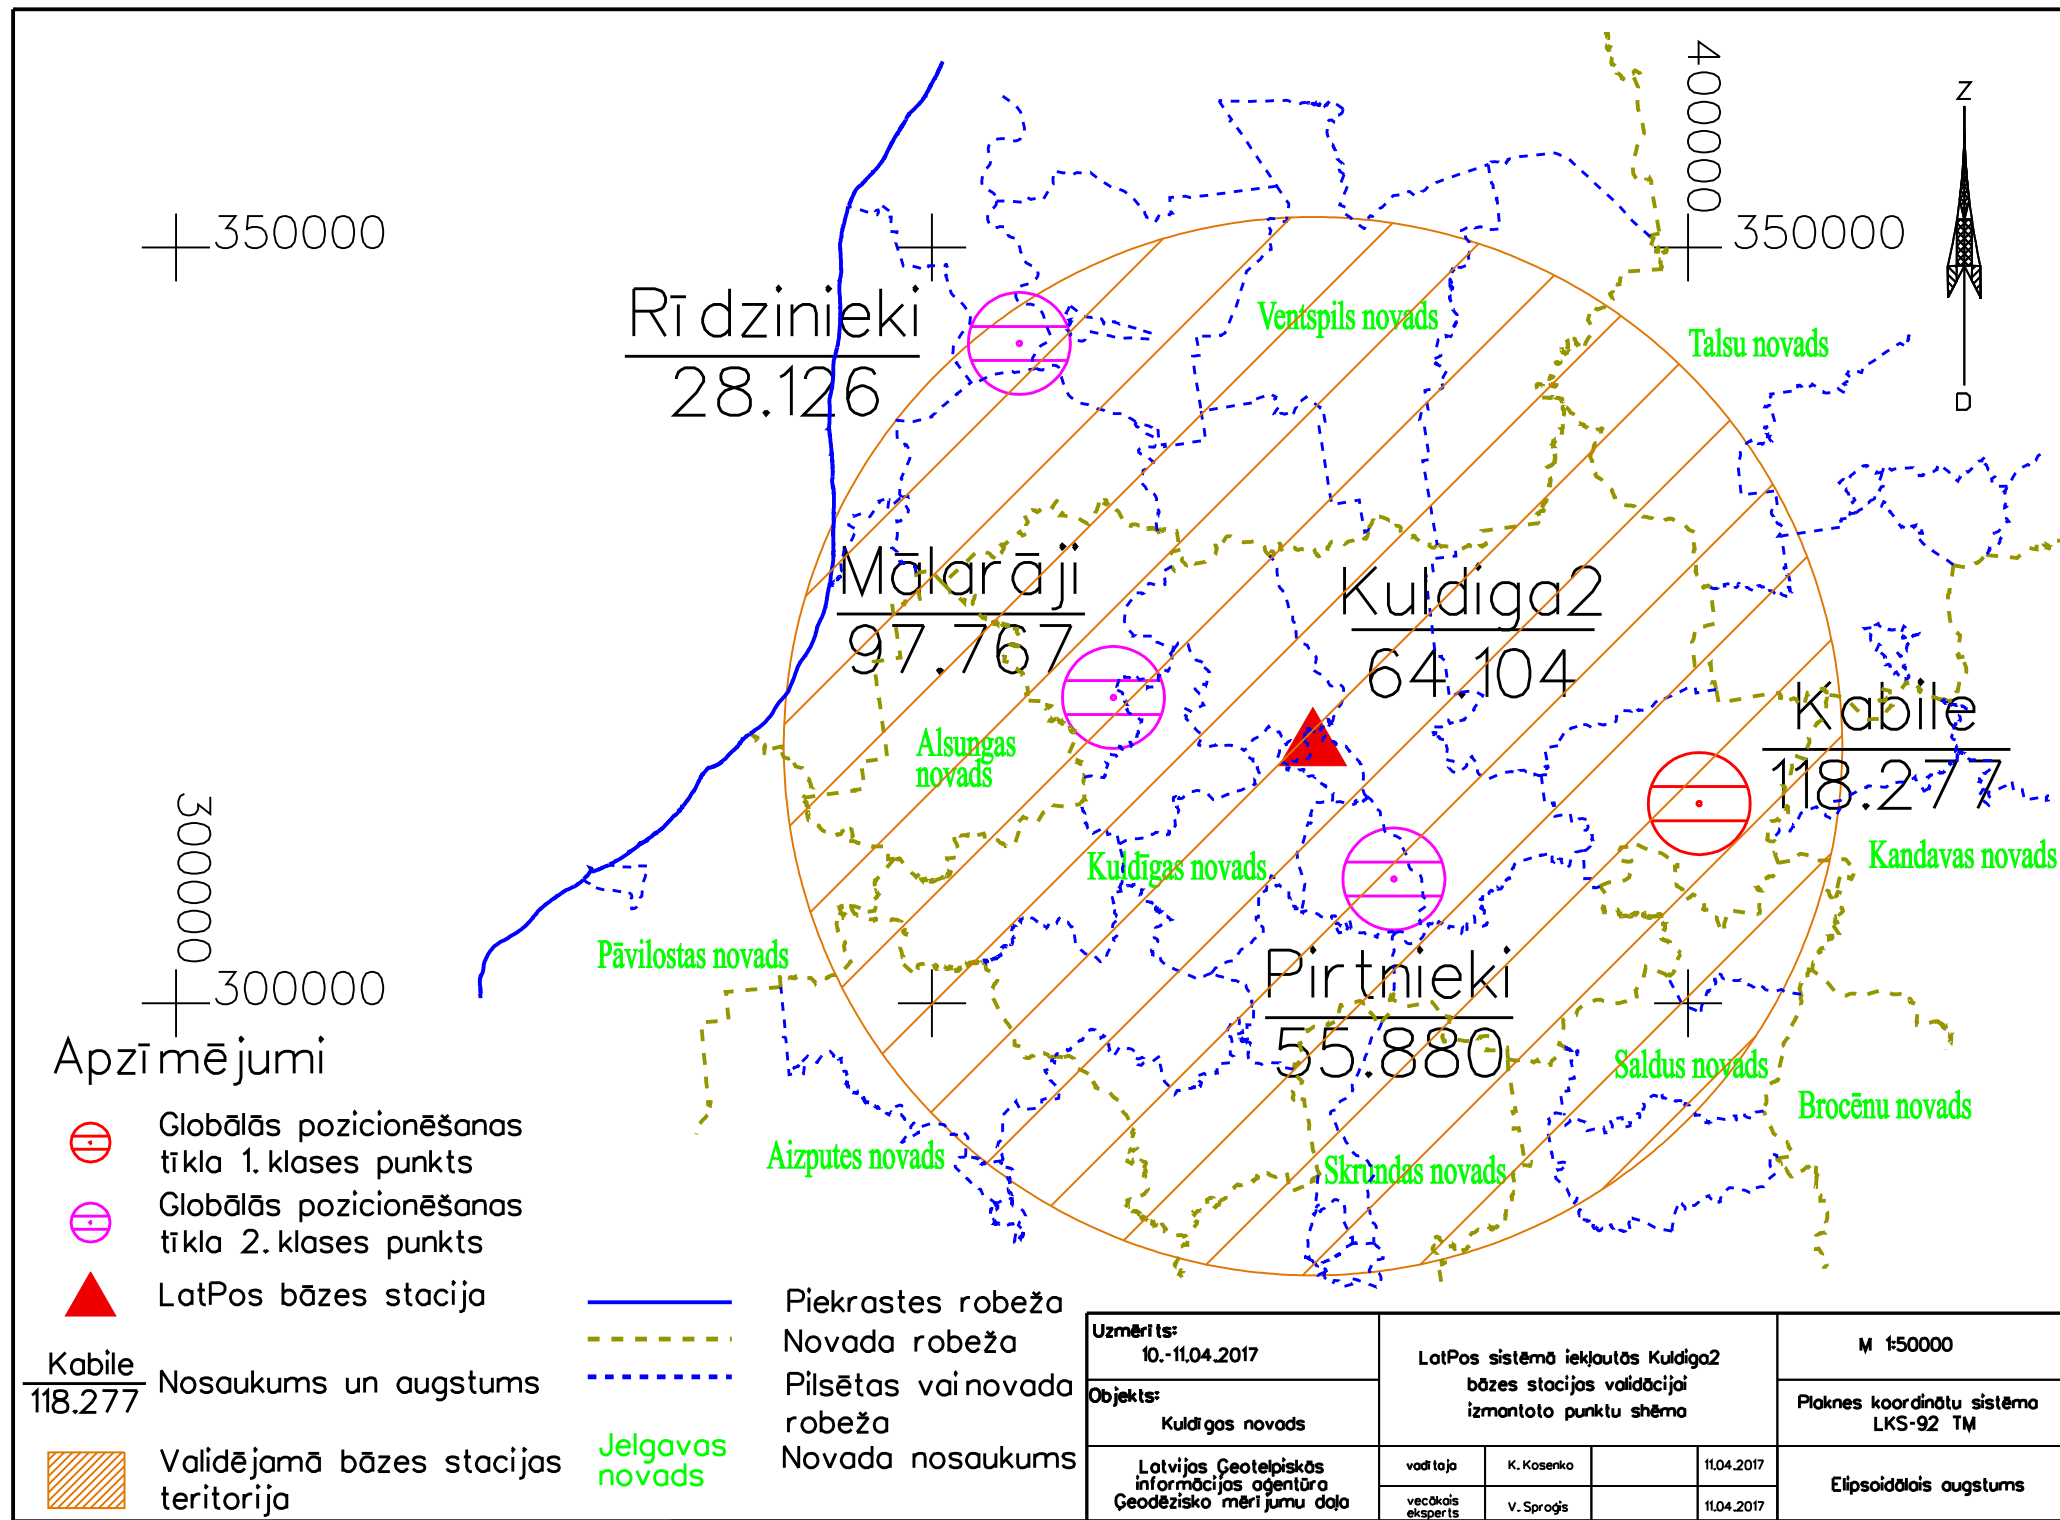 400000
Z
350000
350000
Rīdzinieki
28.126
Ventspils novads
Talsu novads
D
Mālarāji
97.767
Kuldiga2
64.104
Kabile
118.277
Alsungas
novads
300000
Kuldīgas novads
Kandavas novads
Pāvilostas novads
Pirtnieki
55.880
300000
Saldus novads
Brocēnu novads
Aizputes novads
Skrundas novads
Apzīmējumi
Globālās pozicionēšanas
tīkla 1. klases punkts
Globālās pozicionēšanas
tīkla 2. klases punkts
LatPos bāzes stacija
Kabile
118.277
Nosaukums un augstums
Validējamā bāzes stacijas
teritorija
Piekrastes robeža
Novada robeža
Pilsētas vai novada
robeža
Jelgavas
novads
Novada nosaukums
Uzmērīts:
10.-11.04.2017
Objekts:
Kuldīgas novads
Latvijas Ģeotelpiskās
informācijas aģentūra
Ģeodēzisko mērījumu daļa
LatPos sistēmā iekļautās Kuldiga2
bāzes stacijas validācijai
izmantoto punktu shēma
vadītāja
K. Kosenko
11.04.2017
vecākais
eksperts
V. Sproģis
11.04.2017
M 1:50000
Plaknes koordinātu sistēma
LKS-92 TM
Elipsoidālais augstums